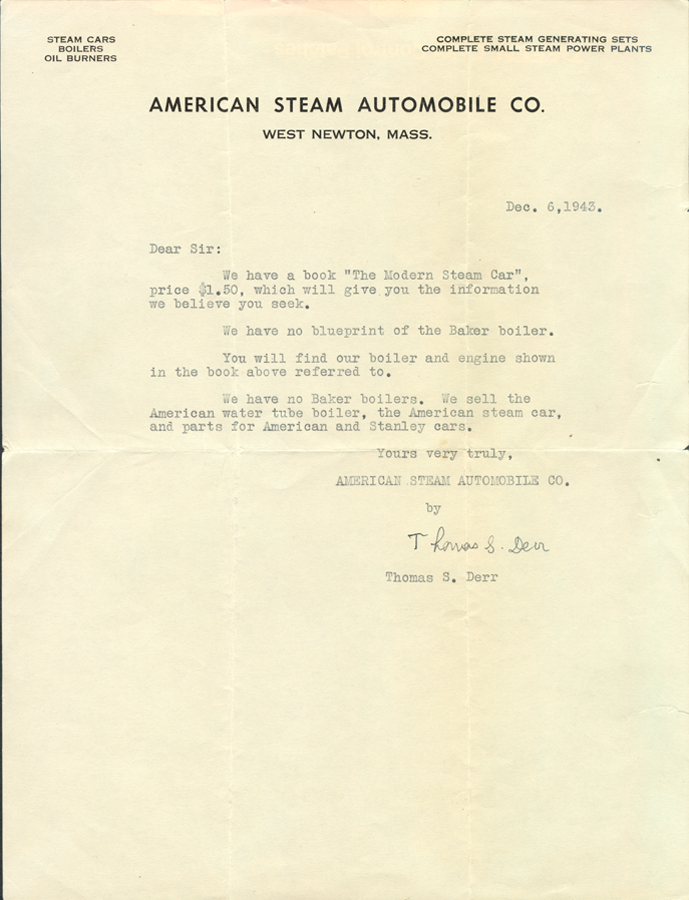 STEAM CARS
BOILERS
OIL BURNERS
COMPLETE STEAM GENERATING SETS
COMPLETE SMALL STEAM POWER PLANTS
AMERICAN STEAM AUTOMOBILE CO.
WEST NEWTON, MASS.
Dec. 6,1943.
Dear Sir:
We have a book "The Modern Steam Car",
price $1.50, which will give you the information
we believe you seek.
We have no blueprint of the Baker boiler.
You will find our boiler and engine shown
in the book above referred to.
We have no Baker boilers. We sell the
American water tube boiler, the American steam car,
and parts for American and Stanley cars.
Yours very truly,
AMERICAN STEAM AUTOMOBILE CO.
by
Thomas S. Derr
Thomas S. Derr